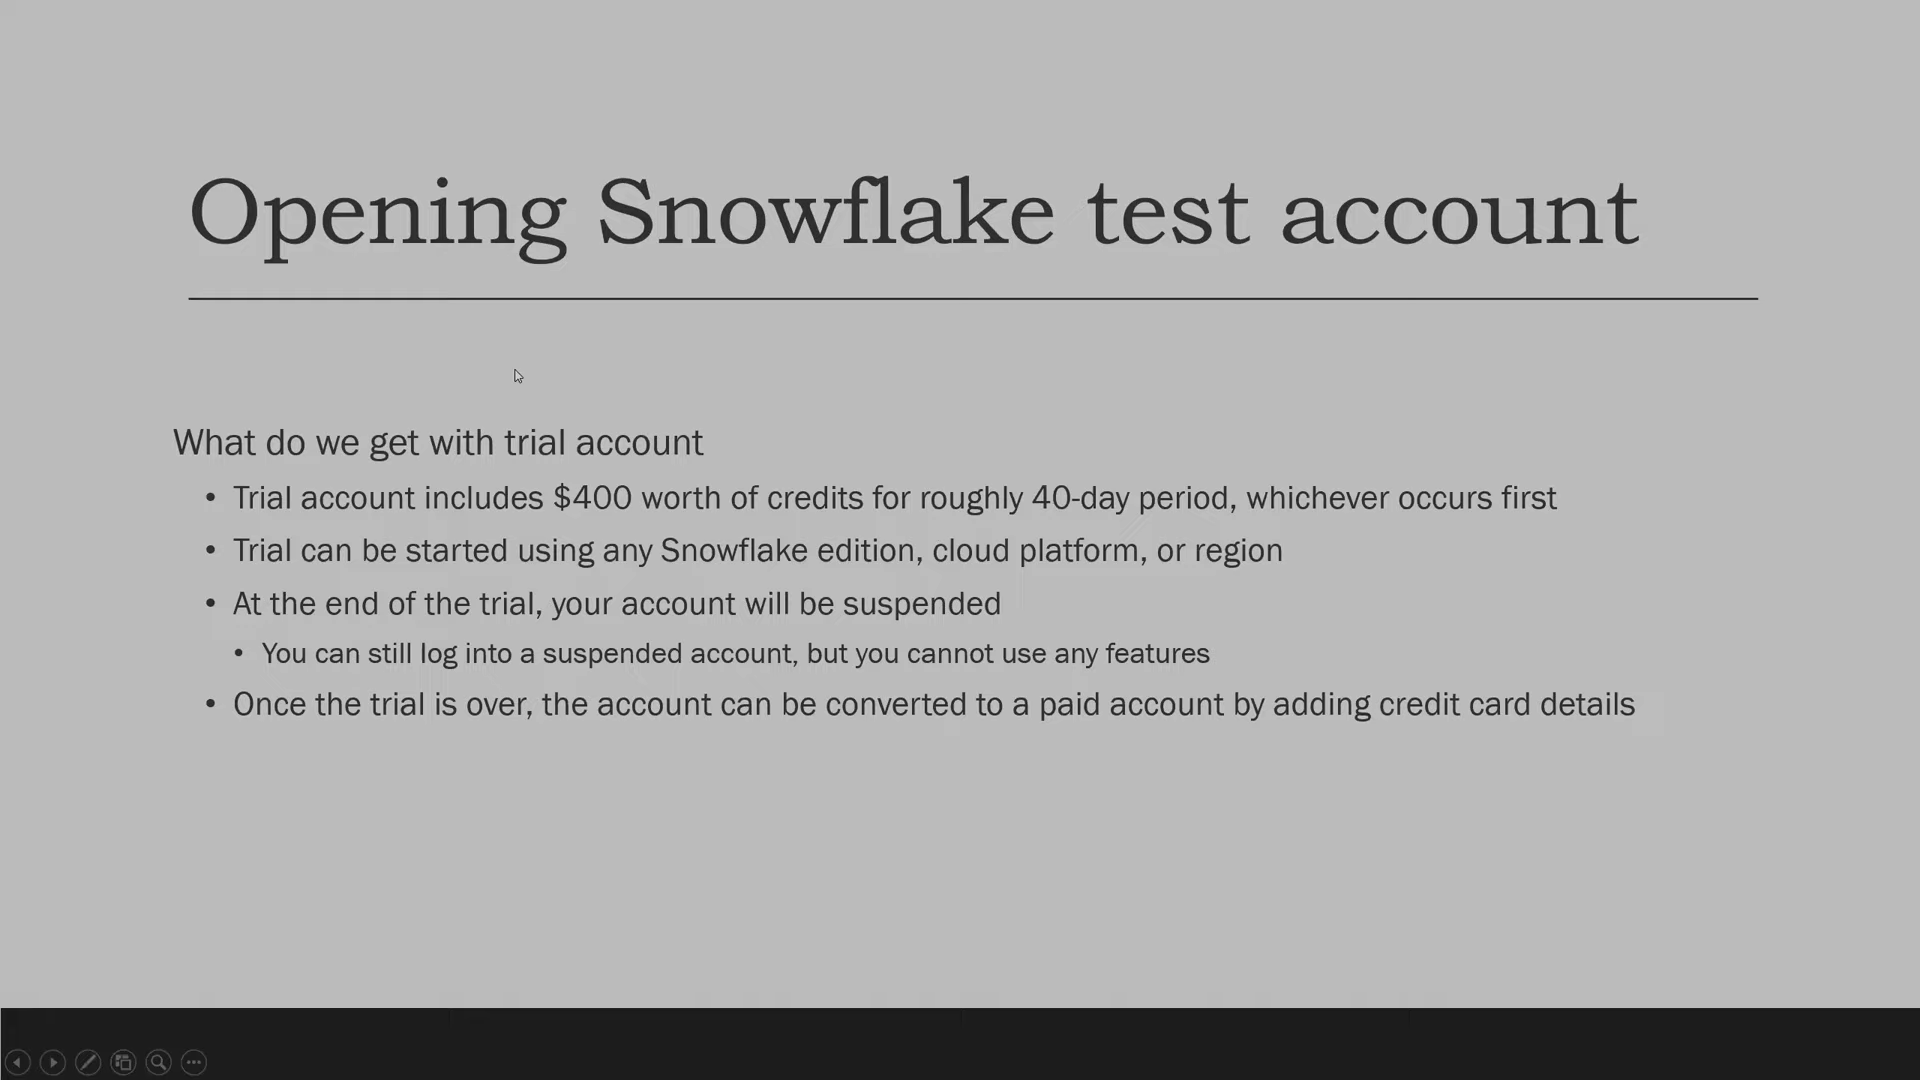 Opening Snowflake test account
What do we get with trial account
• Trial account includes $400 worth of credits for roughly 40-day period, whichever occurs first
• Trial can be started using any Snowflake edition, cloud platform, or region
• At the end of the trial, your account will be suspended
• You can still log into a suspended account, but you cannot use any features
• Once the trial is over, the account can be converted to a paid account by adding credit card details